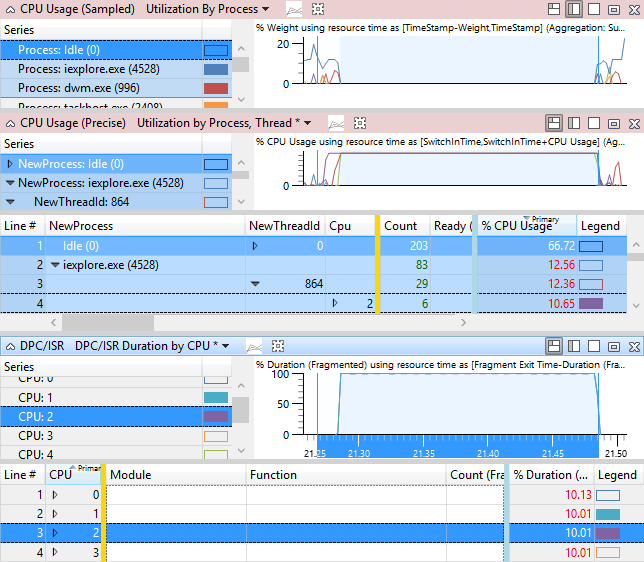 CPU Usage (Sampled) Utilization By Process
Series
Process: Idle (0)
Process: iexplore.exe (4528)
Process: dwm.exe (996)
Process: taskhost.exe (2408)
% Weight using resource time as [TimeStamp-Weight,TimeStamp] (Aggregation: Su...
20
0
CPU Usage (Precise) Utilization by Process, Thread *
Series
NewProcess: Idle (0)
NewProcess: iexplore.exe (4528)
NewThreadId: 864
% CPU Usage using resource time as [SwitchInTime,SwitchInTime+CPU Usage] (Ag...
10
0
Line # NewProcess NewThreadId Cpu Count Ready ( % CPU Usage Primary Legend
1 Idle (0) 0 203 66.72
2 iexplore.exe (4528) 83 12.56
3 864 29 12.36
4 2 6 10.65
DPC/ISR DPC/ISR Duration by CPU *
Series
CPU: 0
CPU: 1
CPU: 2
CPU: 3
CPU: 4
% Duration (Fragmented) using resource time as [Fragment Exit Time-Duration (Fra...
100
50
0
21.25 21.30 21.35 21.40 21.45 21.50
Line # CPU Primar Module Function Count (Fra % Duration (... Legend
1 0 10.13
2 1 10.01
3 2 10.01
4 3 10.01